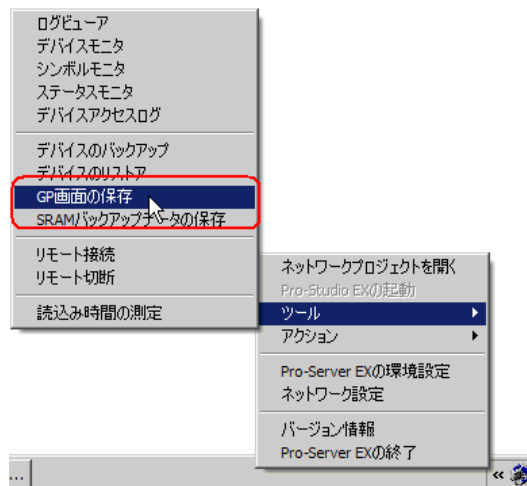 ログビューア
デバイスモニタ
シンボルモニタ
ステータスモニタ
デバイスアクセスログ
デバイスのバックアップ
デバイスのリストア
GP画面の保存
SRAMバックアップデータの保存
リモート接続
リモート切断
読込み時間の測定
ネットワークプロジェクトを開く
Pro-Studio EXの起動
ツール
アクション
Pro-Server EXの環境設定
ネットワーク設定
バージョン情報
Pro-Server EXの終了
...
«